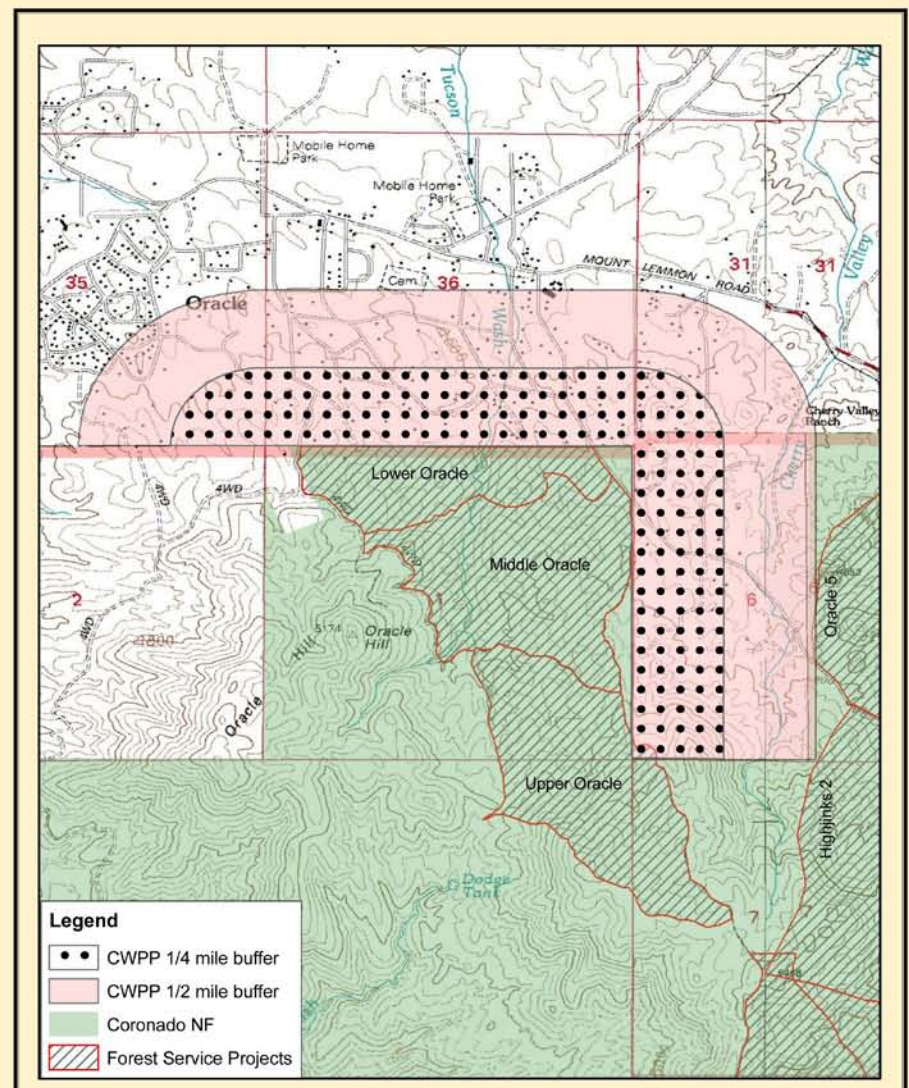 Tucson
Mobile Home
Park
Mobile Home
Park
MOUNT LEMMON
ROAD
31
31
Valley
35
Cem
36
Oracle
Wash
Cherry Valley
Ranch
Cherry
Lower Oracle
4WD
4WD
Middle Oracle
2
6
Oracle 5
5174
Oracle
Hill
Hill
4800
4WD
Oracle
Upper Oracle
Highjinks 2
Dodge
Tank
7
Legend
CWPP 1/4 mile buffer
CWPP 1/2 mile buffer
Coronado NF
Forest Service Projects